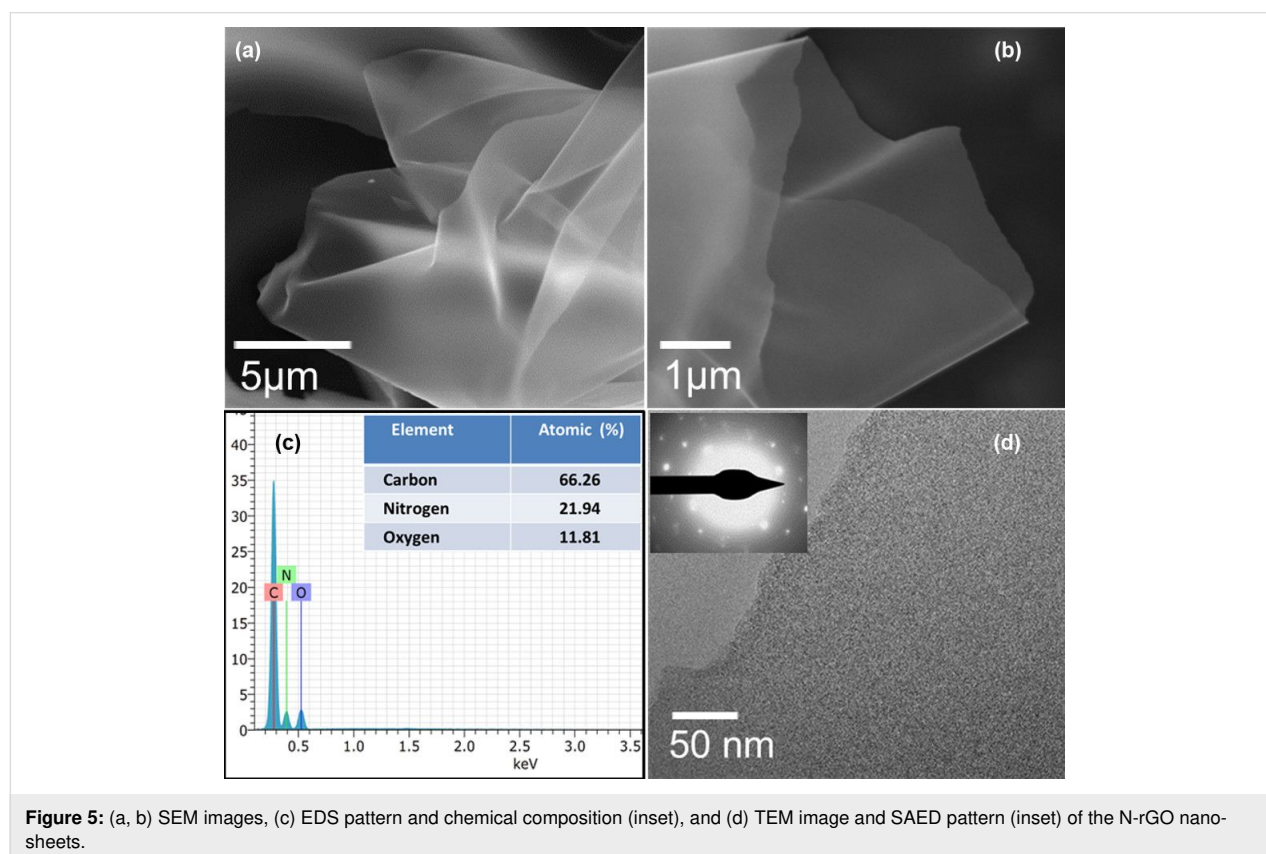 (a)
(b)
5µm
1µm
(c)
Element Atomic (%)
Carbon 66.26
Nitrogen 21.94
Oxygen 11.81
40
35
30
25
20
15
10
5
0
N
C O
0.5 1.0 1.5 2.0 2.5 3.0 3.5
keV
(d)
50 nm
Figure 5: (a, b) SEM images, (c) EDS pattern and chemical composition (inset), and (d) TEM image and SAED pattern (inset) of the N-rGO nano-
sheets.